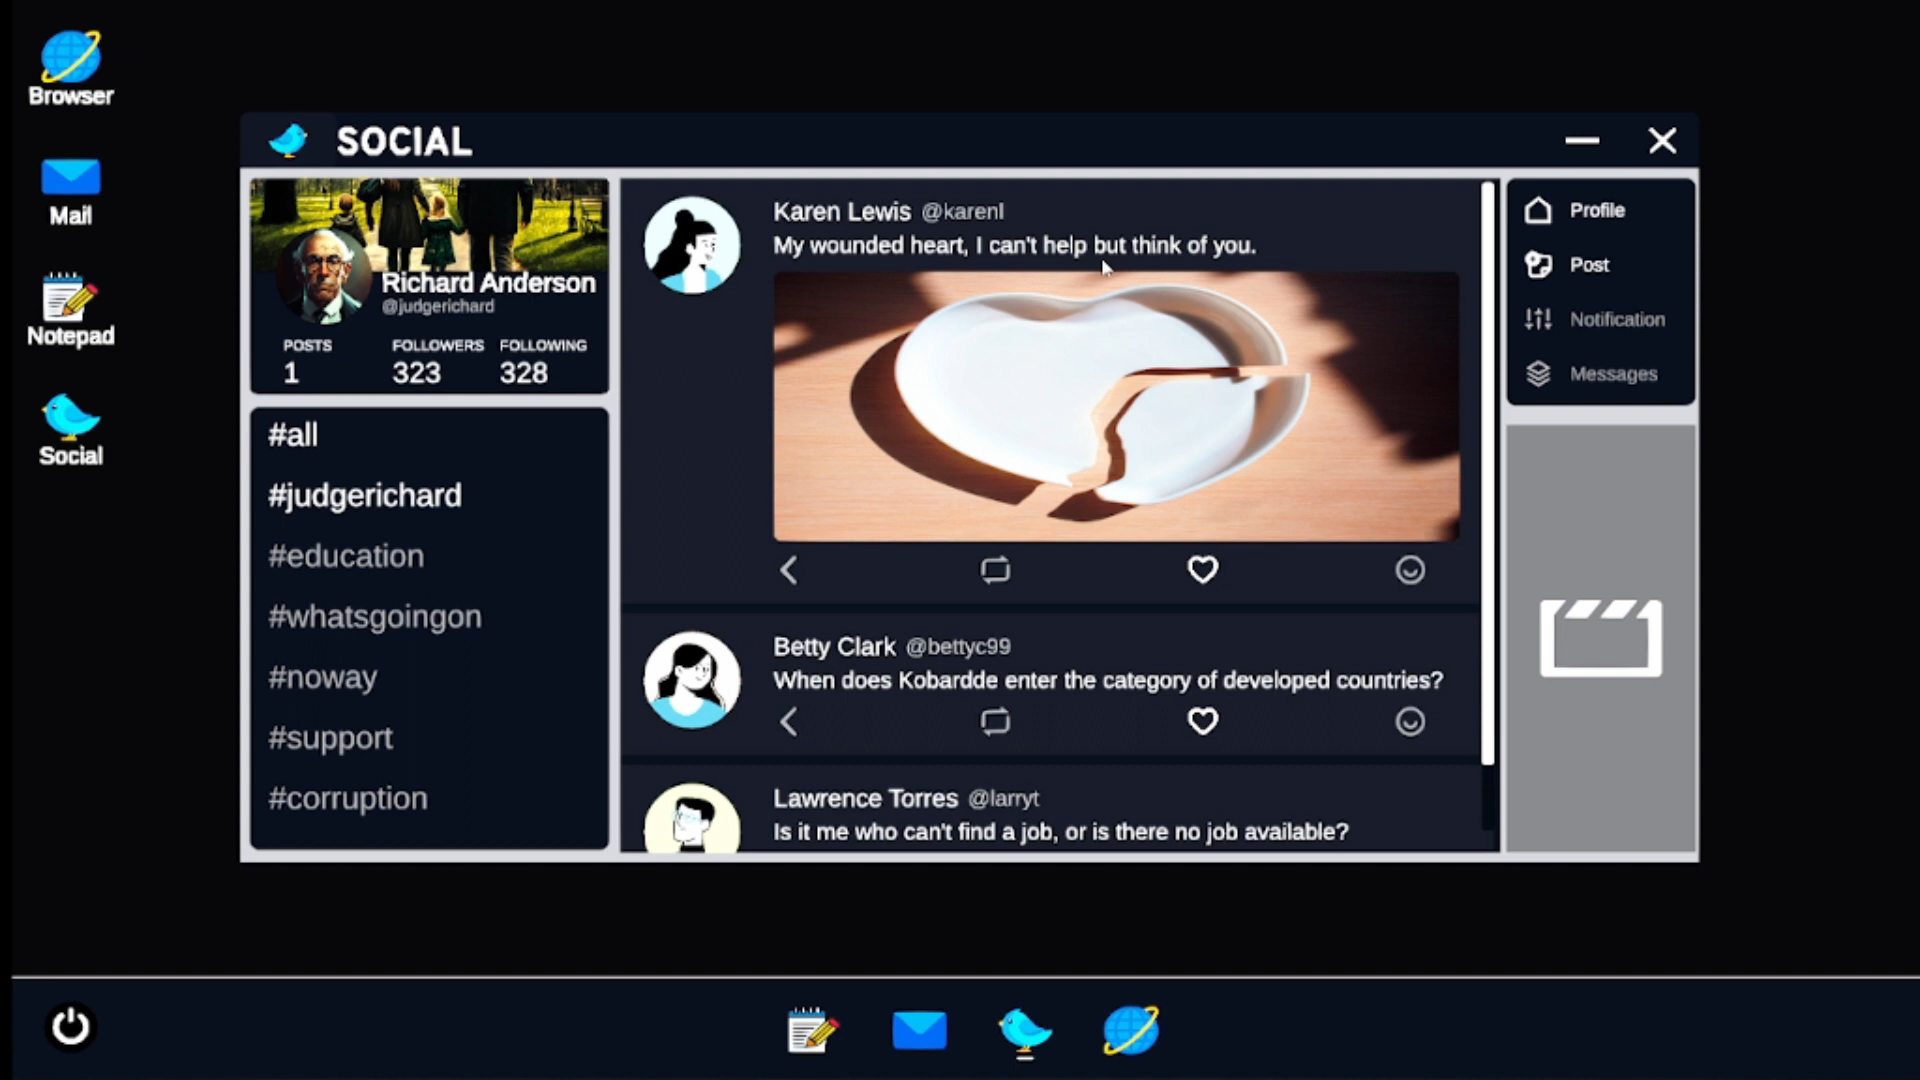 Browser
Mail
Notepad
Social
SOCIAL
Richard Anderson
@judgerichard
POSTS FOLLOWERS FOLLOWING
1 323 328
#all
#judgerichard
#education
#whatsgoingon
#noway
#support
#corruption
Karen Lewis @karenl
My wounded heart, I can't help but think of you.
Betty Clark @bettyc99
When does Kobardde enter the category of developed countries?
Lawrence Torres @larryt
Is it me who can't find a job, or is there no job available?
Profile
Post
Notification
Messages